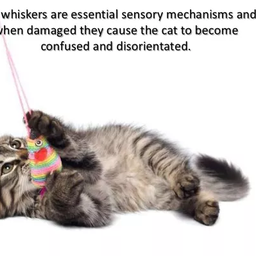 whiskers are essential sensory mechanisms and
when damaged they cause the cat to become
confused and disorientated.